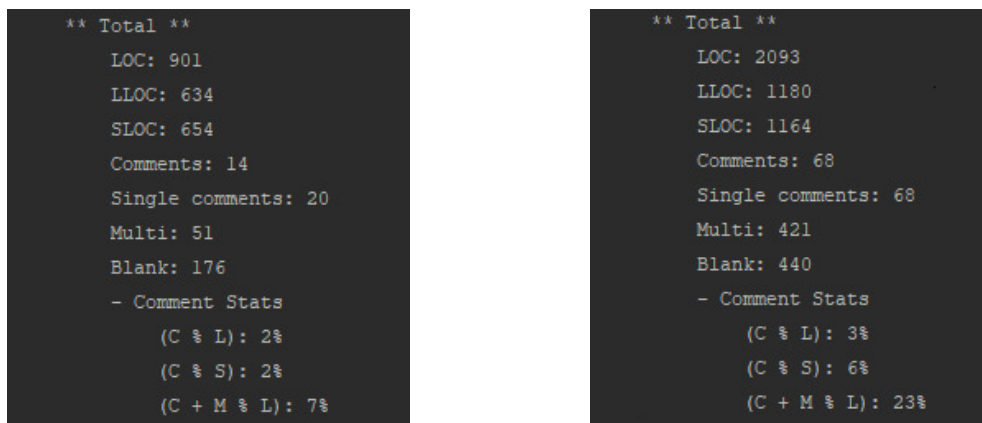 ** Total **
LOC: 901
LLOC: 634
SLOC: 654
Comments: 14
Single comments: 20
Multi: 51
Blank: 176
- Comment Stats
(C % L): 2%
(C % S): 2%
(C + M % L): 7%
** Total **
LOC: 2093
LLOC: 1180
SLOC: 1164
Comments: 68
Single comments: 68
Multi: 421
Blank: 440
- Comment Stats
(C % L): 3%
(C % S): 6%
(C + M % L): 23%